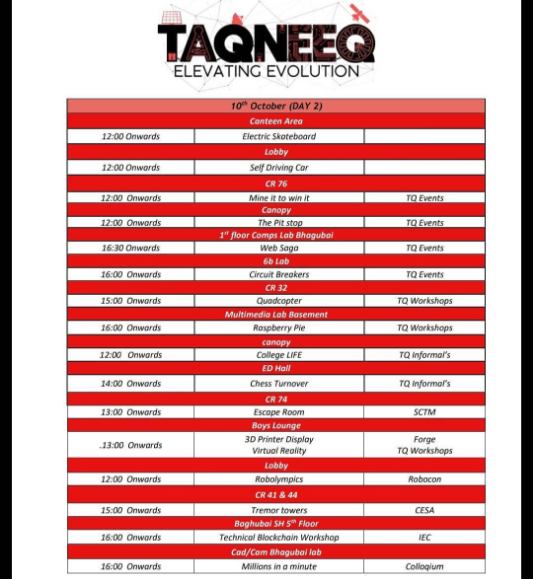 TAQNEEQ
ELEVATING EVOLUTION
10th October (DAY 2)
Canteen Area
12:00 Onwards Electric Skateboard
Lobby
12:00 Onwards Self Driving Car
CR 76
12:00 Onwards Mine it to win it TQ Events
Canopy
12:00 Onwards The Pit stop TQ Events
1st floor Comps Lab Bhagubai
16:30 Onwards Web Saga TQ Events
6b Lab
16:00 Onwards Circuit Breakers TQ Events
CR 32
15:00 Onwards Quadcopter TQ Workshops
Multimedia Lab Basement
16:00 Onwards Raspberry Pie TQ Workshops
canopy
12:00 Onwards College LIFE TQ Informal's
ED Hall
14:00 Onwards Chess Turnover TQ Informal's
CR 74
13:00 Onwards Escape Room SCTM
Boys Lounge
.13:00 Onwards 3D Printer Display Forge
Virtual Reality TQ Workshops
Lobby
12:00 Onwards Robolympics Robocon
CR 41 & 44
15:00 Onwards Tremor towers CESA
Baghubai SH 5th Floor
16:00 Onwards Technical Blockchain Workshop IEC
Cad/Cam Bhagubai lab
16:00 Onwards Millions in a minute Colloqium